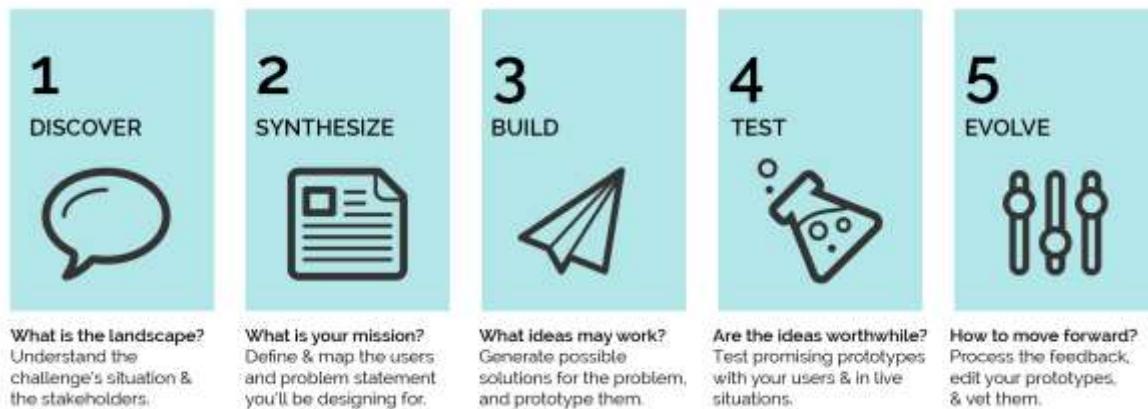 1
DISCOVER
What is the landscape?
Understand the
challenge's situation &
the stakeholders.
2
SYNTHESIZE
What is your mission?
Define & map the users
and problem statement
you'll be designing for.
3
BUILD
What ideas may work?
Generate possible
solutions for the problem,
and prototype them.
4
TEST
Are the ideas worthwhile?
Test promising prototypes
with your users & in live
situations.
5
EVOLVE
How to move forward?
Process the feedback,
edit your prototypes,
& vet them.